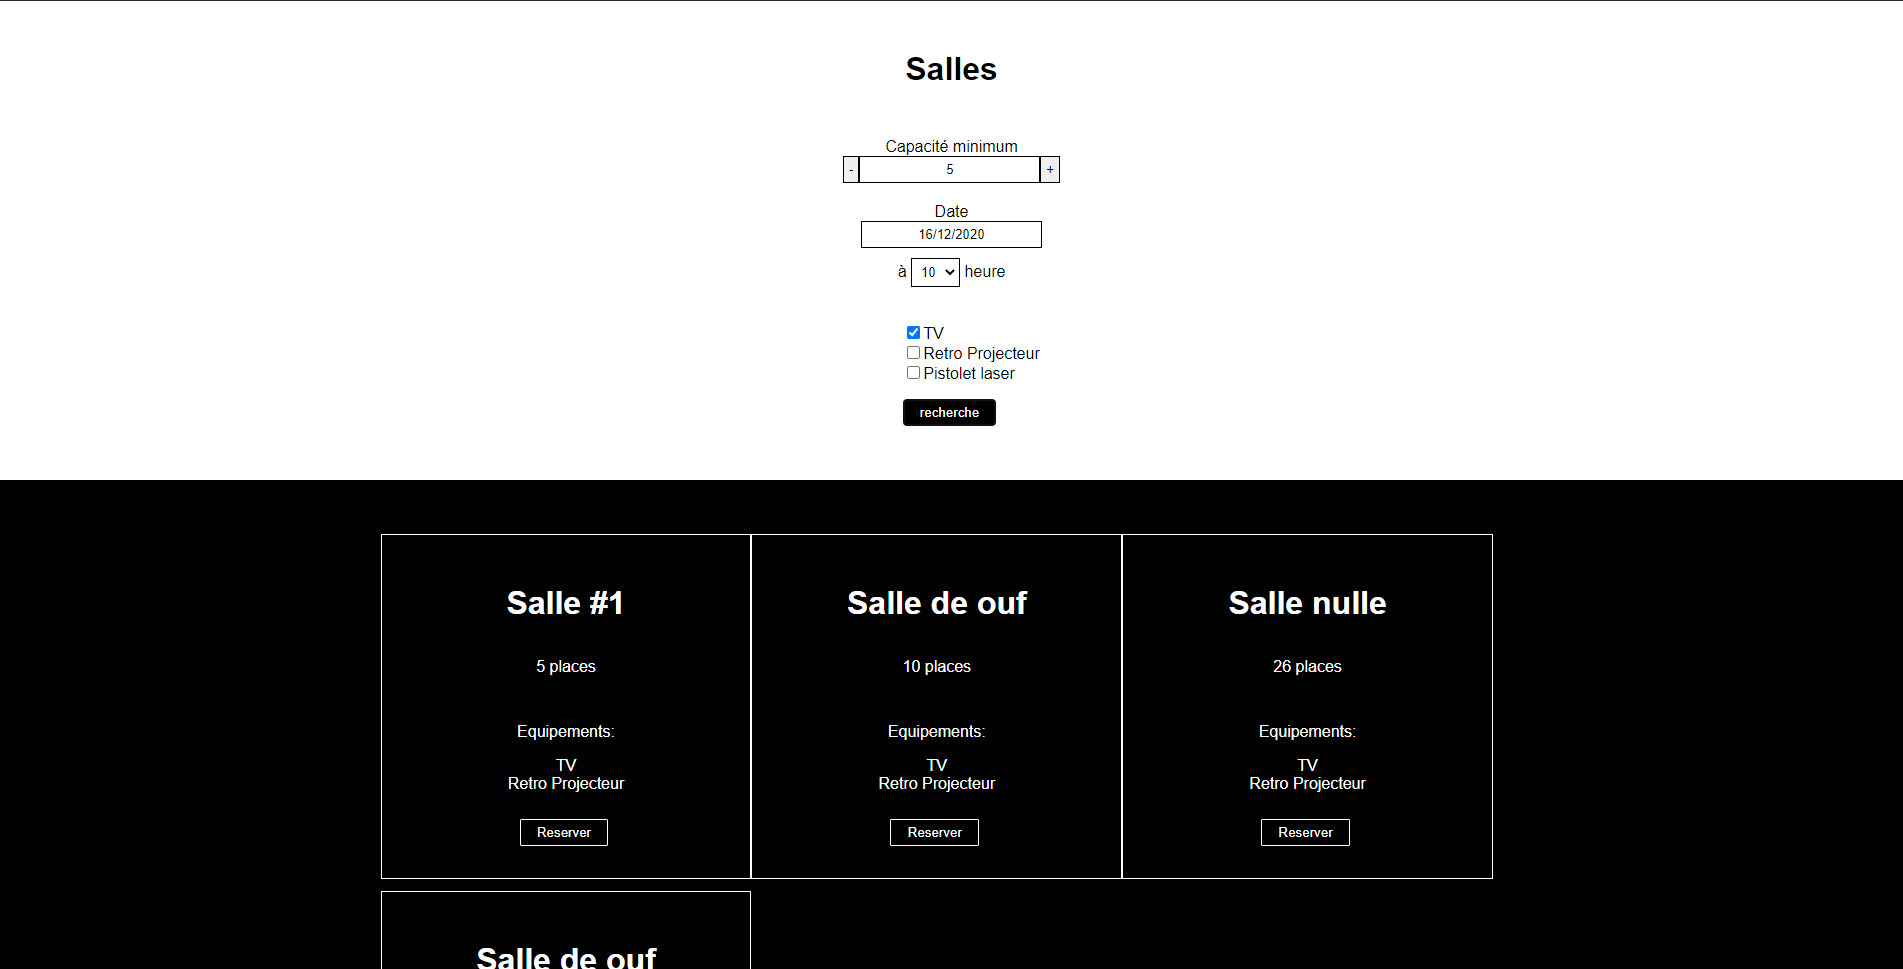 Salles
Capacité minimum
- 5 +
Date
16/12/2020
à 10 heure
TV
Retro Projecteur
Pistolet laser
recherche
Salle #1 Salle de ouf Salle nulle
5 places 10 places 26 places
Equipements: Equipements: Equipements:
TV TV TV
Retro Projecteur Retro Projecteur Retro Projecteur
Reserver Reserver Reserver
Salle de ouf